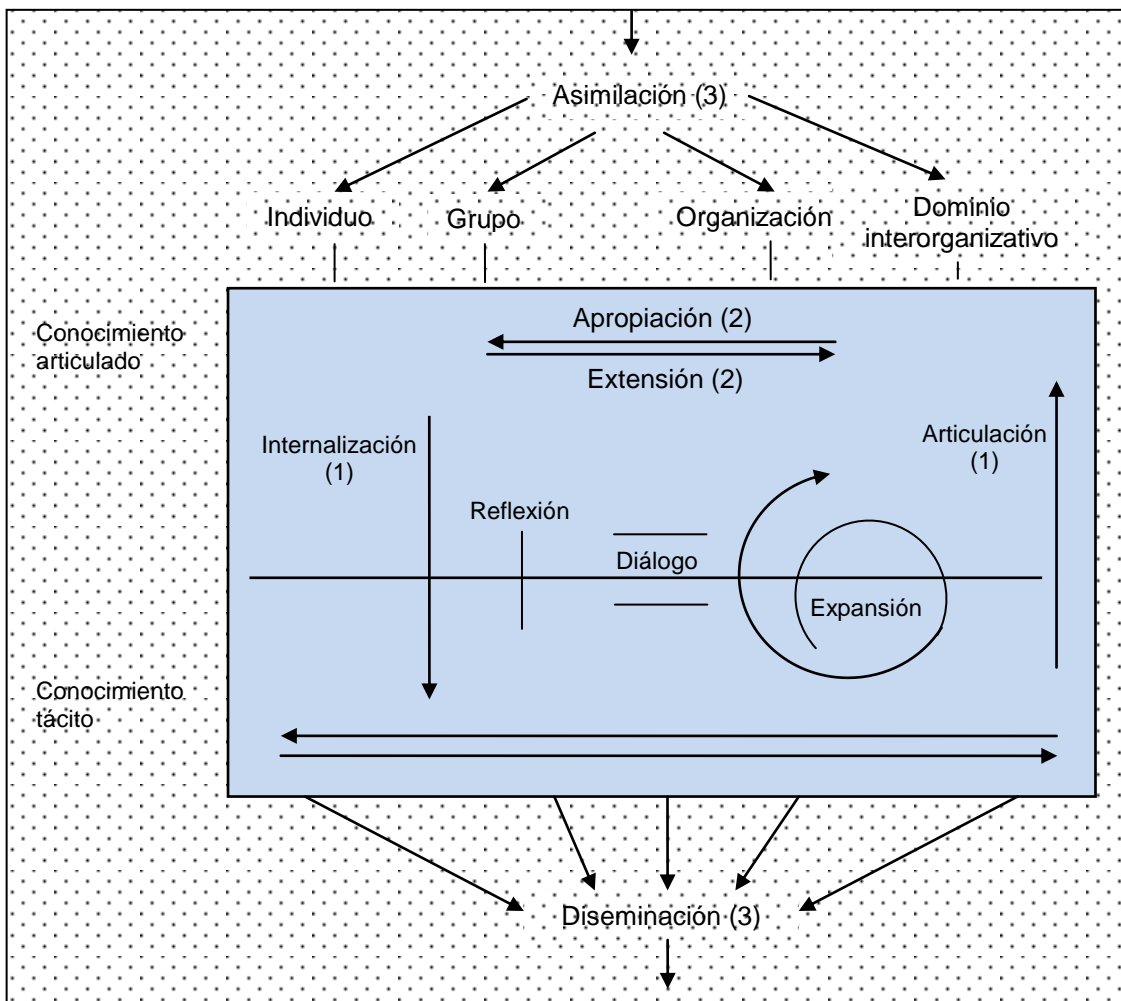 Asimilación (3)
Individuo
Grupo
Organización
Dominio
interorganizativo
Conocimiento
articulado
Apropiación (2)
Extensión (2)
Internalización
(1)
Articulación
(1)
Reflexión
Diálogo
Expansión
Conocimiento
tácito
Diseminación (3)